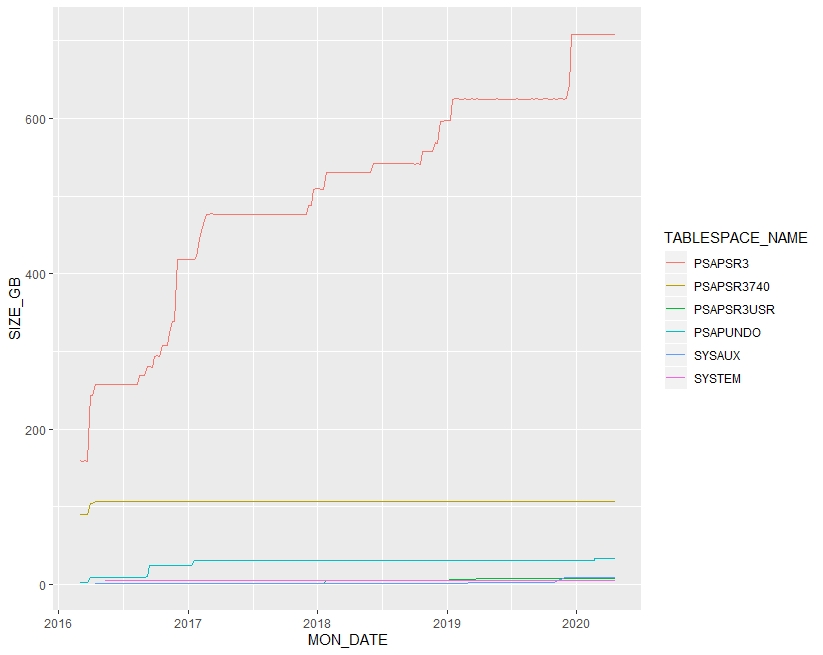 SIZE_GB
600
400
200
0
2016
2017
2018
2019
2020
MON_DATE
TABLESPACE_NAME
PSAPSR3
PSAPSR3740
PSAPSR3USR
PSAPUNDO
SYSAUX
SYSTEM